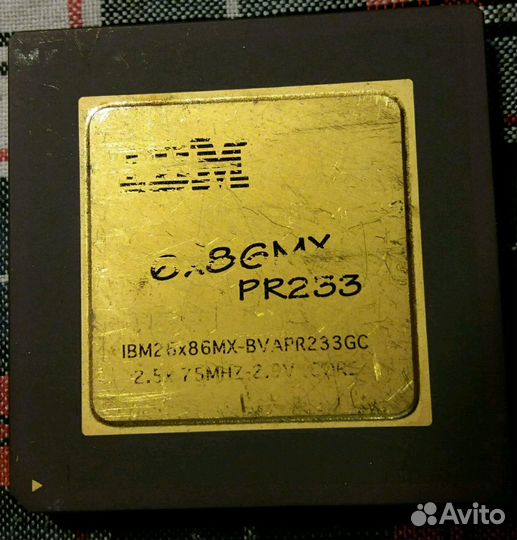 IBM
6x86MX
PR233
IBM26x86MX-BVAPR233GC
2.5x 75MHZ-2.9V CORE
Avito